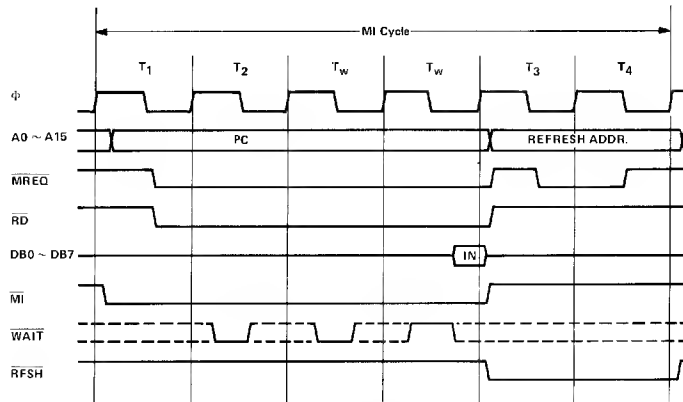 MI Cycle
T1 T2 Tw Tw T3 T4
Φ
A0 ~ A15 PC REFRESH ADDR.
MREQ
RD
DB0 ~ DB7 IN
MI
WAIT
RFSH